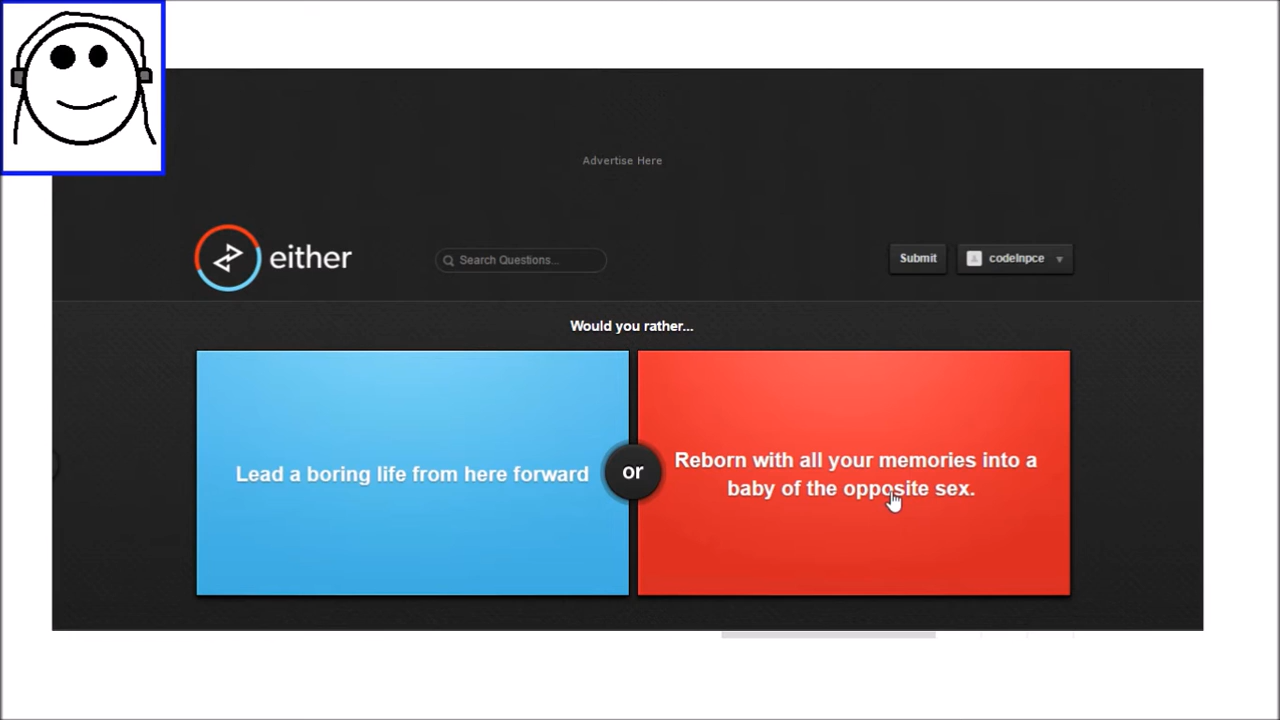 Advertise Here
either
Search Questions...
Submit
codelnpce
Would you rather...
Lead a boring life from here forward
or
Reborn with all your memories into a
baby of the opposite sex.